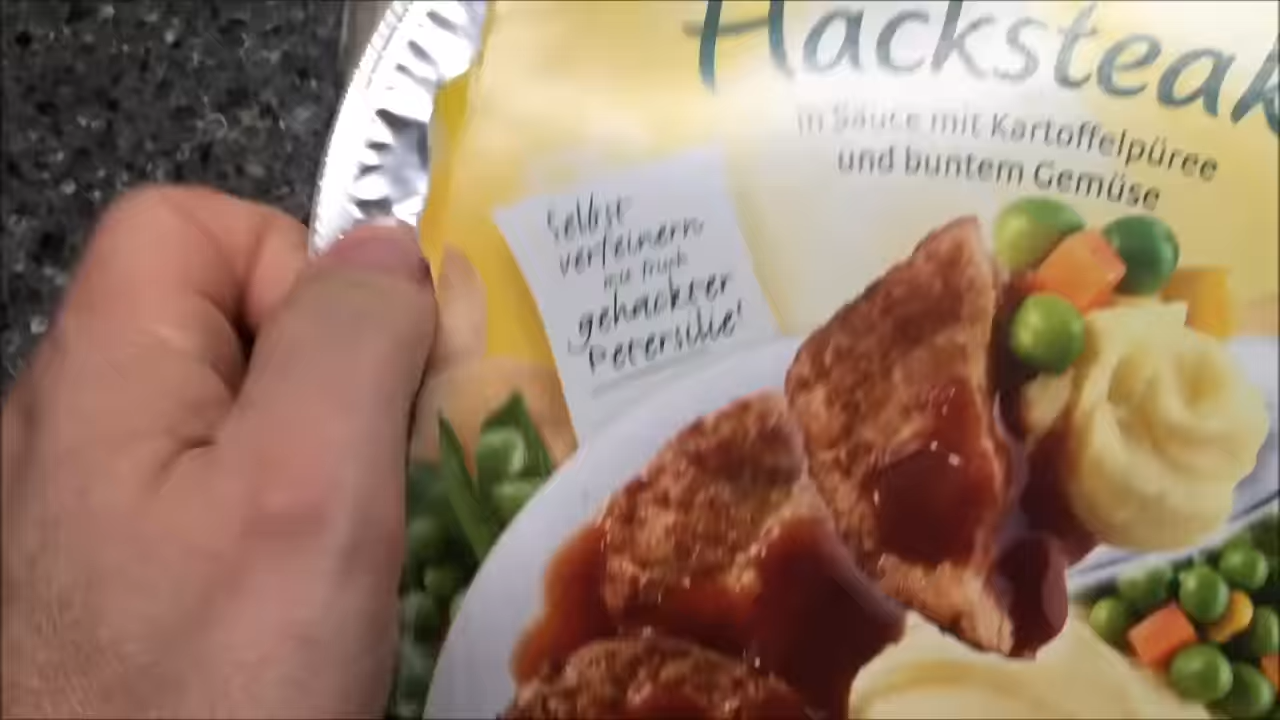 Hacksteak
in Sauce mit Kartoffelpüree
und buntem Gemüse
Selbst
verfeinern
mit frisch
gehackter
Petersilie!